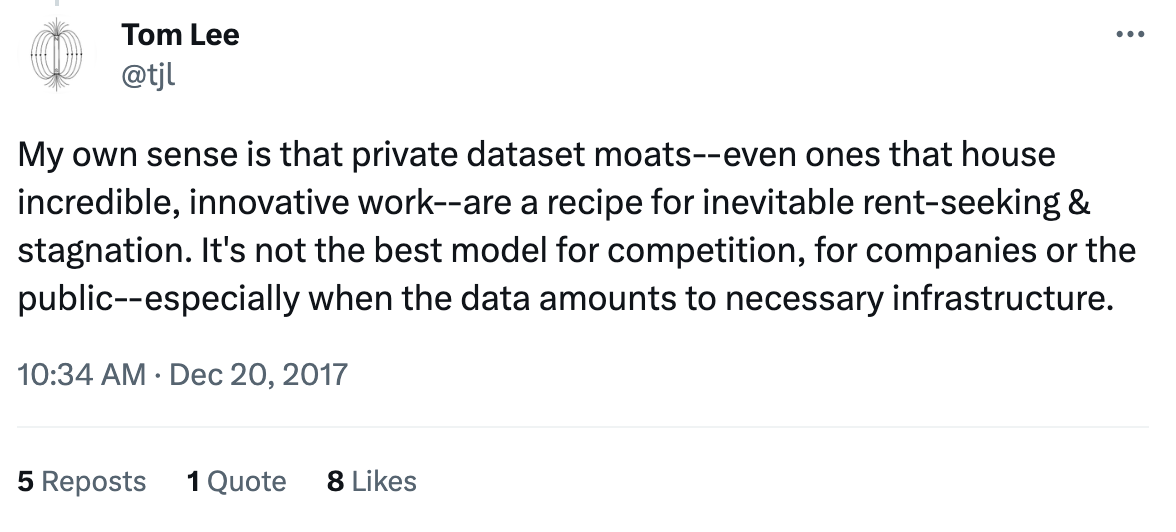 Tom Lee
@tjl
My own sense is that private dataset moats--even ones that house
incredible, innovative work--are a recipe for inevitable rent-seeking &
stagnation. It's not the best model for competition, for companies or the
public--especially when the data amounts to necessary infrastructure.
10:34 AM · Dec 20, 2017
5 Reposts 1 Quote 8 Likes